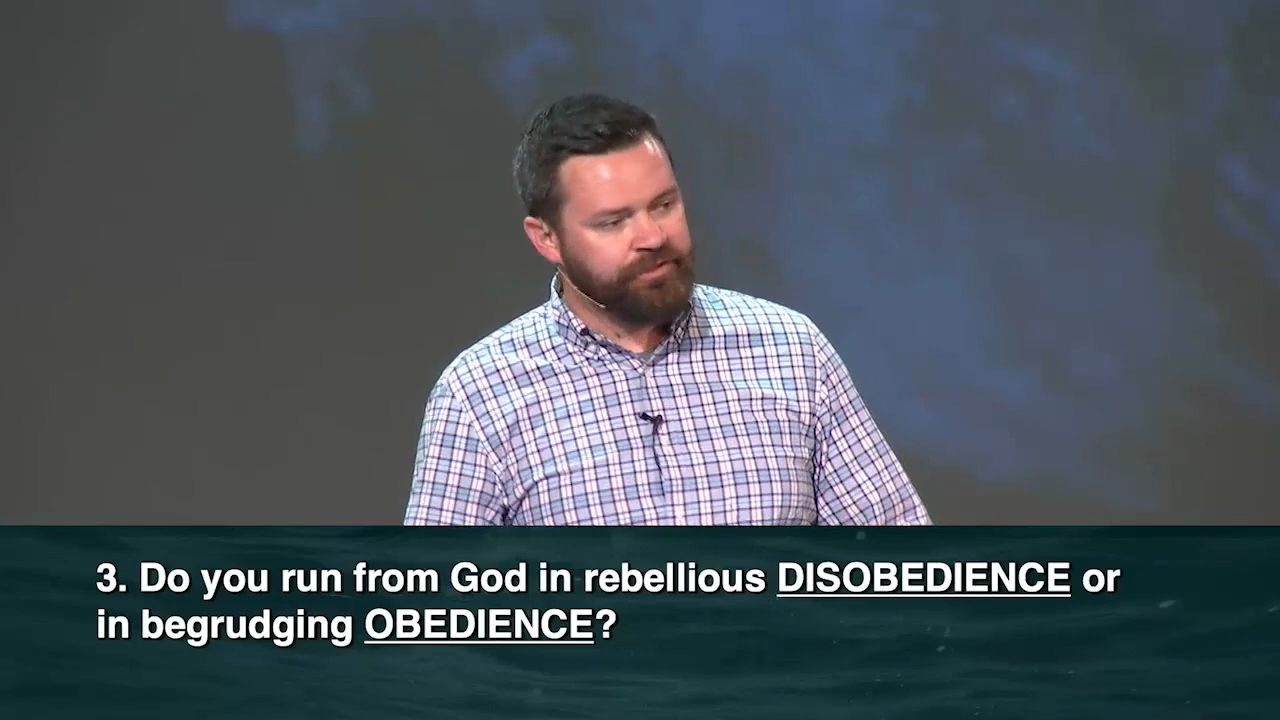 3. Do you run from God in rebellious DISOBEDIENCE or
in begrudging OBEDIENCE?